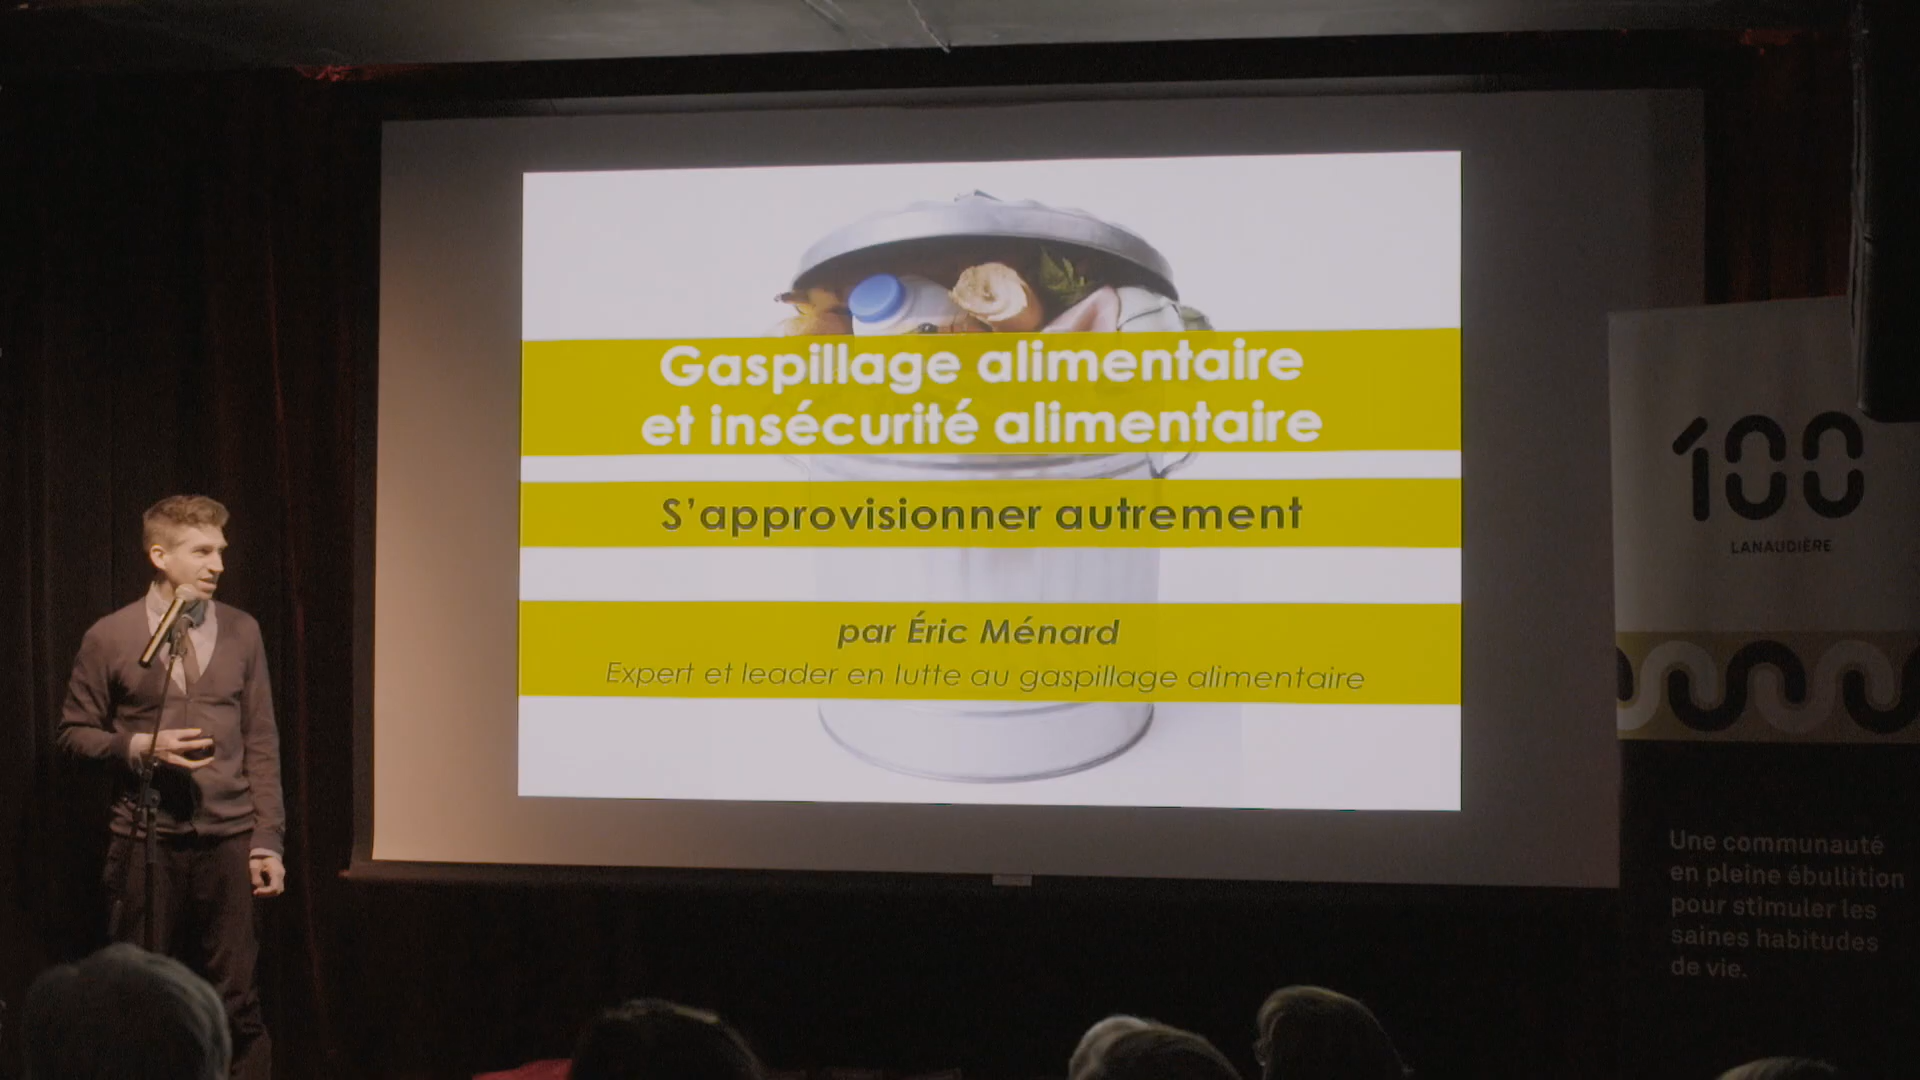 Gaspillage alimentaire
et insécurité alimentaire
S'approvisionner autrement
par Éric Ménard
Expert et leader en lutte au gaspillage alimentaire
100
LANAUDIÈRE
Une communauté
en pleine ébullition
pour stimuler les
saines habitudes
de vie.